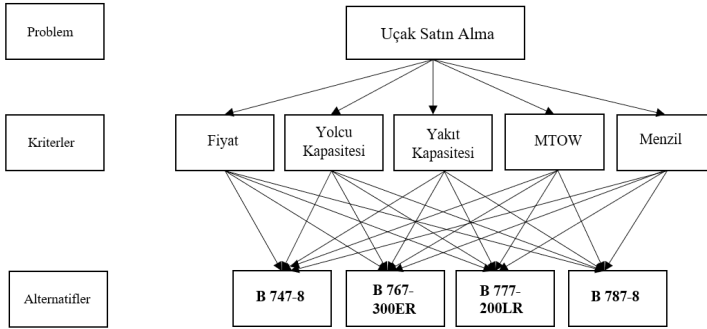 Problem
Uçak Satın Alma
Kriterler
Fiyat
Yolcu
Kapasitesi
Yakıt
Kapasitesi
MTOW
Menzil
Alternatifler
B 747-8
B 767-
300ER
B 777-
200LR
B 787-8